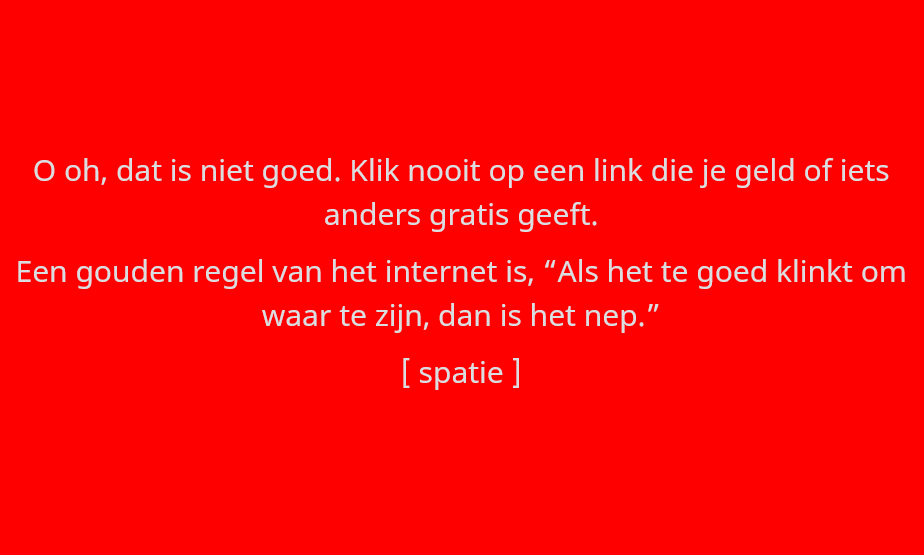 O oh, dat is niet goed. Klik nooit op een link die je geld of iets
anders gratis geeft.
Een gouden regel van het internet is, “Als het te goed klinkt om
waar te zijn, dan is het nep.”
[ spatie ]